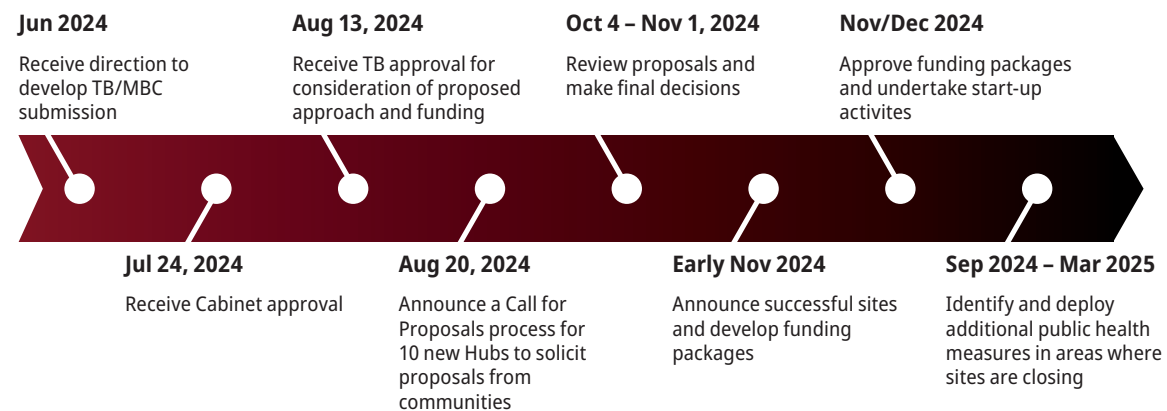 Jun 2024
Receive direction to
develop TB/MBC
submission
Jul 24, 2024
Receive Cabinet approval
Aug 13, 2024
Receive TB approval for
consideration of proposed
approach and funding
Aug 20, 2024
Announce a Call for
Proposals process for
10 new Hubs to solicit
proposals from
communities
Oct 4 – Nov 1, 2024
Review proposals and
make final decisions
Early Nov 2024
Announce successful sites
and develop funding
packages
Nov/Dec 2024
Approve funding packages
and undertake start-up
activites
Sep 2024 – Mar 2025
Identify and deploy
additional public health
measures in areas where
sites are closing